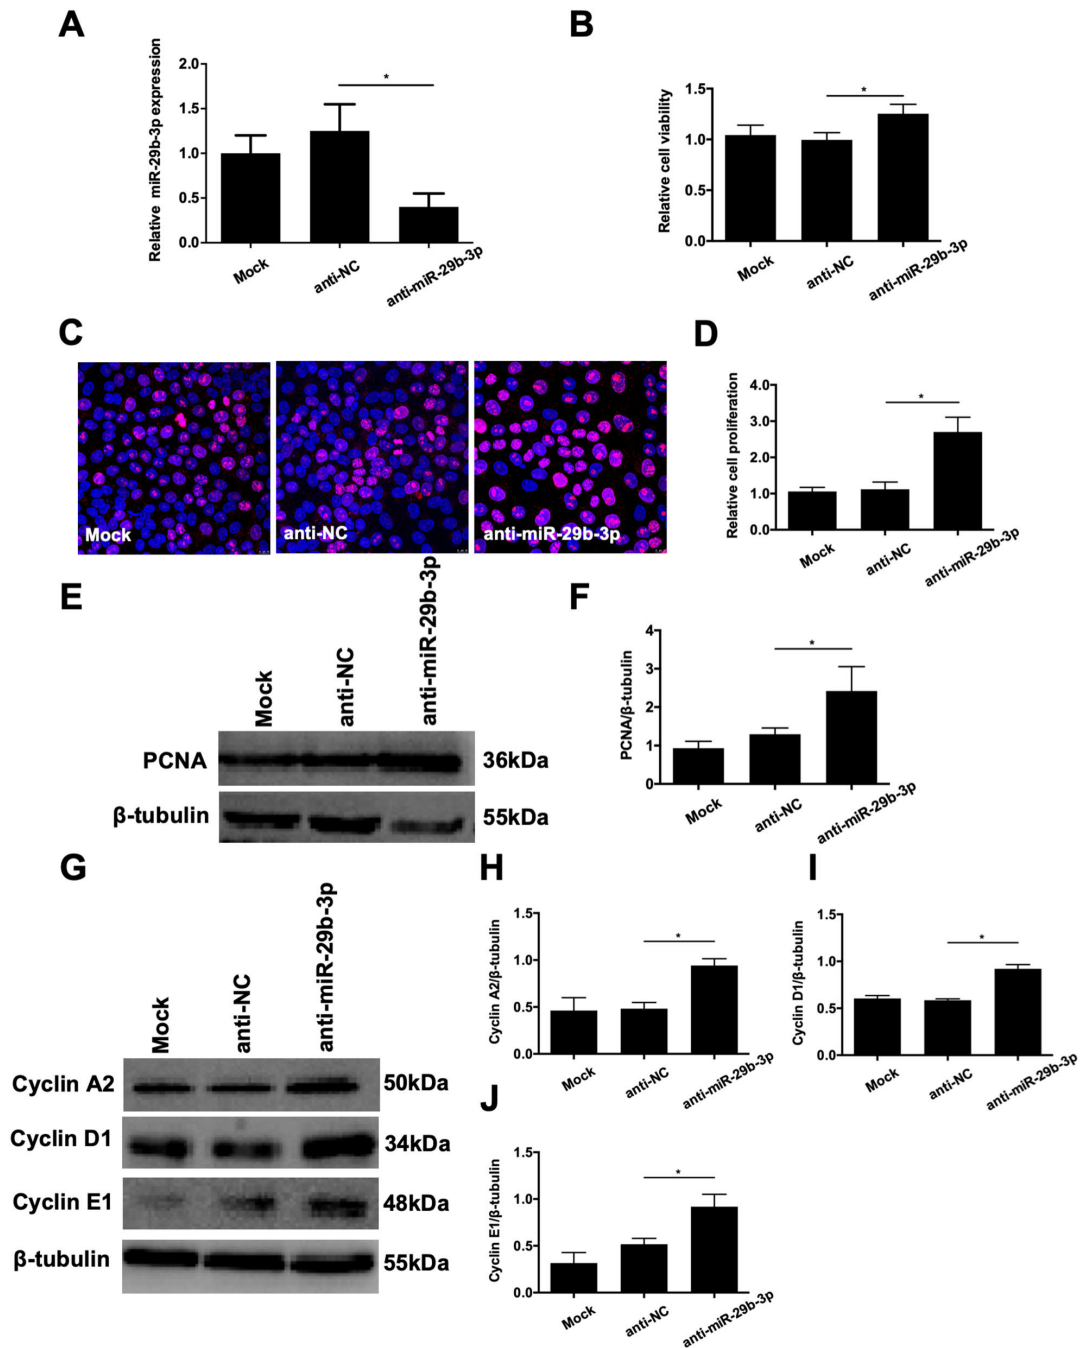 A
Relative miR-29b-3p expression
2.0
1.5
1.0
0.5
0.0
*
Mock
anti-NC
anti-miR-29b-3p
B
Relative cell viability
1.5
1.0
0.5
0.0
*
Mock
anti-NC
anti-miR-29b-3p
C
Mock
anti-NC
anti-miR-29b-3p
D
Relative cell proliferation
4.0
3.0
2.0
1.0
0.0
*
Mock
anti-NC
anti-miR-29b-3p
E
Mock
anti-NC
anti-miR-29b-3p
PCNA
36kDa
β-tubulin
55kDa
F
PCNA/β-tubulin
4
3
2
1
0
*
Mock
anti-NC
anti-miR-29b-3p
G
Mock
anti-NC
anti-miR-29b-3p
Cyclin A2
50kDa
Cyclin D1
34kDa
Cyclin E1
48kDa
β-tubulin
55kDa
H
Cyclin A2/β-tubulin
1.5
1.0
0.5
0.0
*
Mock
anti-NC
anti-miR-29b-3p
I
Cyclin D1/β-tubulin
1.5
1.0
0.5
0.0
*
Mock
anti-NC
anti-miR-29b-3p
J
Cyclin E1/β-tubulin
1.5
1.0
0.5
0.0
*
Mock
anti-NC
anti-miR-29b-3p